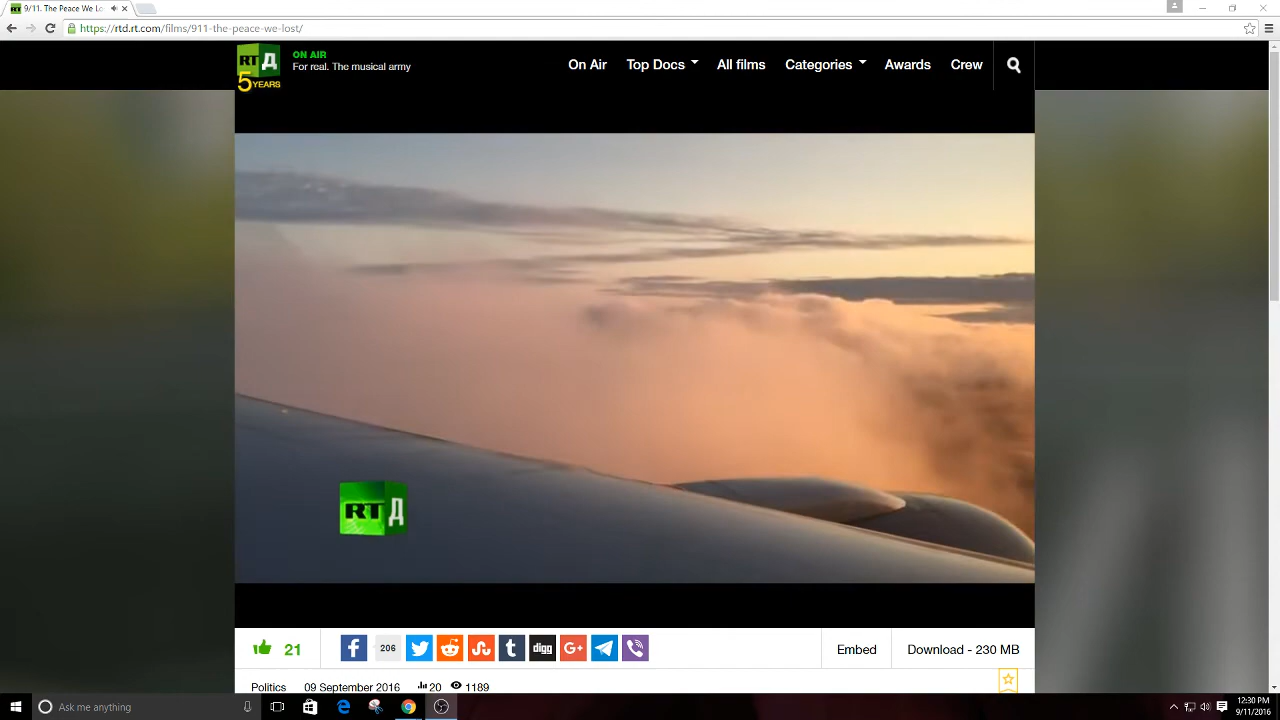 9/11. The Peace We Lo
https://rtd.rt.com/films/911-the-peace-we-lost/
RT Д
5 YEARS
ON AIR
For real. The musical army
On Air
Top Docs
All films
Categories
Awards
Crew
RT Д
21
f
206
t
digg
G+
Embed
Download - 230 MB
Politics
09 September 2016
20
1189
Ask me anything
12:30 PM
9/11/2016